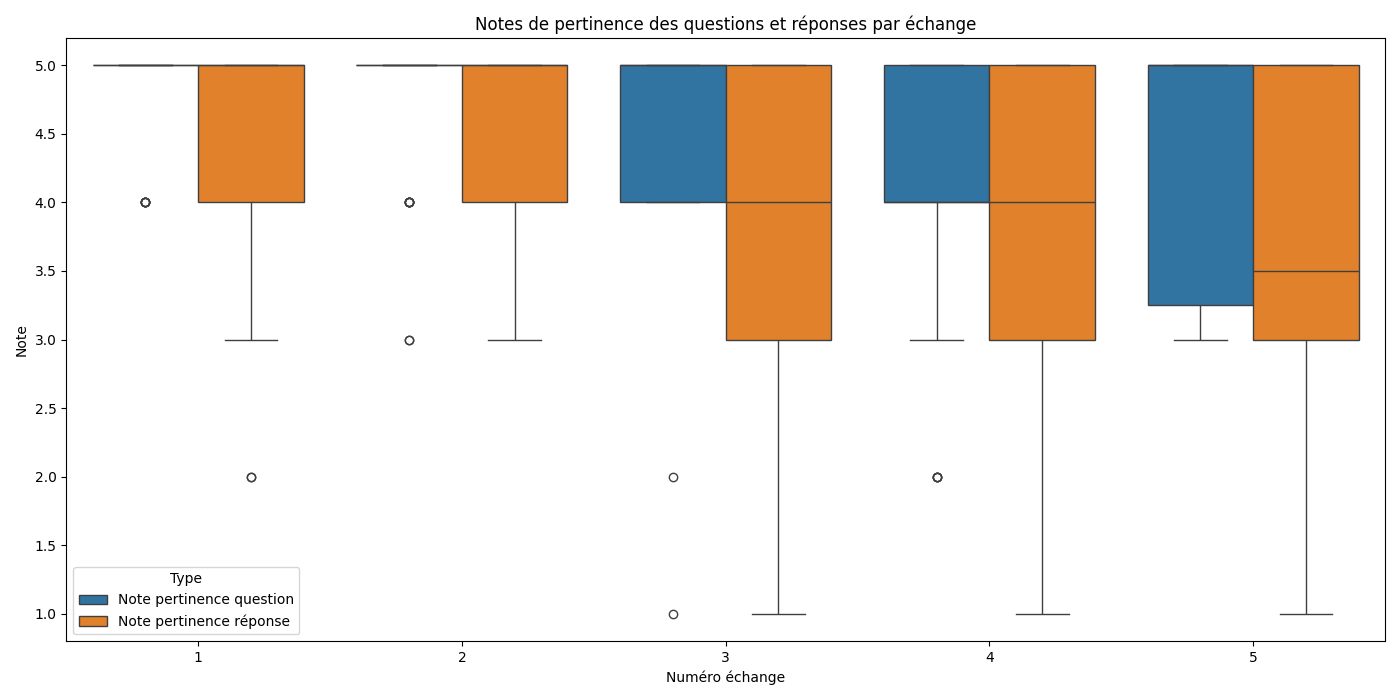 Notes de pertinence des questions et réponses par échange
Note
5.0
4.5
4.0
3.5
3.0
2.5
2.0
1.5
1.0
Type
Note pertinence question
Note pertinence réponse
1 2 3 4 5
Numéro échange